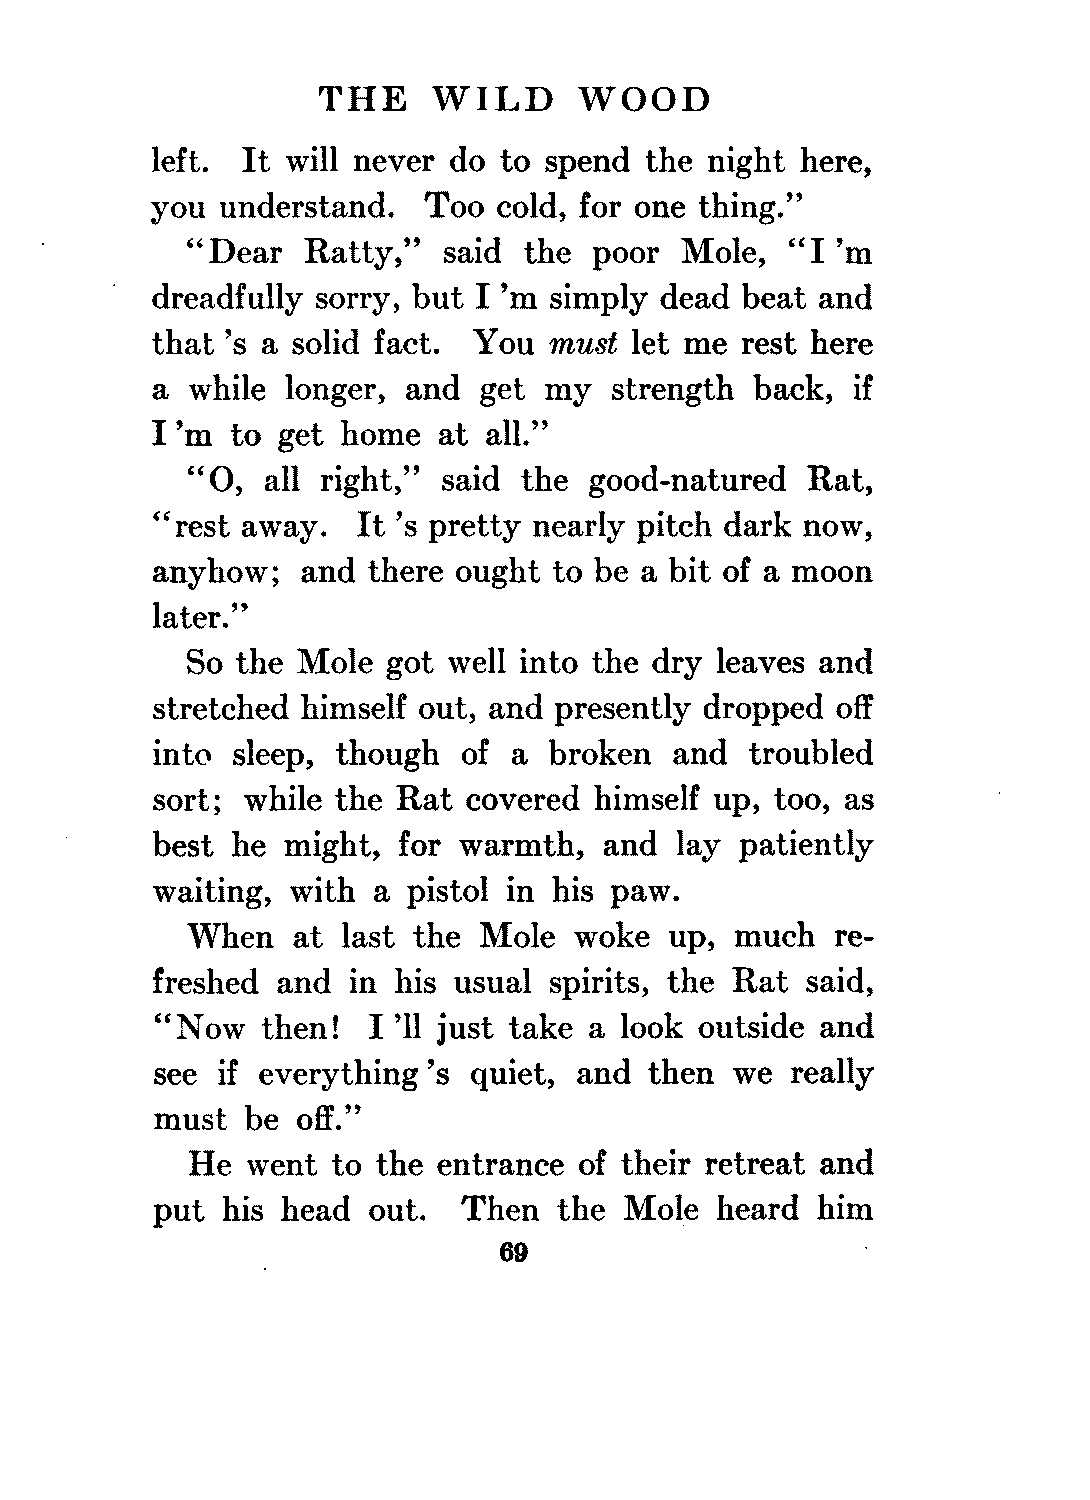 THE WILD WOOD
left. It will never do to spend the night here,
you understand. Too cold, for one thing.”
“Dear Ratty,” said the poor Mole, “I ’m
dreadfully sorry, but I ’m simply dead beat and
that ’s a solid fact. You must let me rest here
a while longer, and get my strength back, if
I ’m to get home at all.”
“O, all right,” said the good-natured Rat,
“rest away. It ’s pretty nearly pitch dark now,
anyhow; and there ought to be a bit of a moon
later.”
So the Mole got well into the dry leaves and
stretched himself out, and presently dropped off
into sleep, though of a broken and troubled
sort; while the Rat covered himself up, too, as
best he might, for warmth, and lay patiently
waiting, with a pistol in his paw.
When at last the Mole woke up, much re-
freshed and in his usual spirits, the Rat said,
“Now then! I ’ll just take a look outside and
see if everything ’s quiet, and then we really
must be off.”
He went to the entrance of their retreat and
put his head out. Then the Mole heard him
69